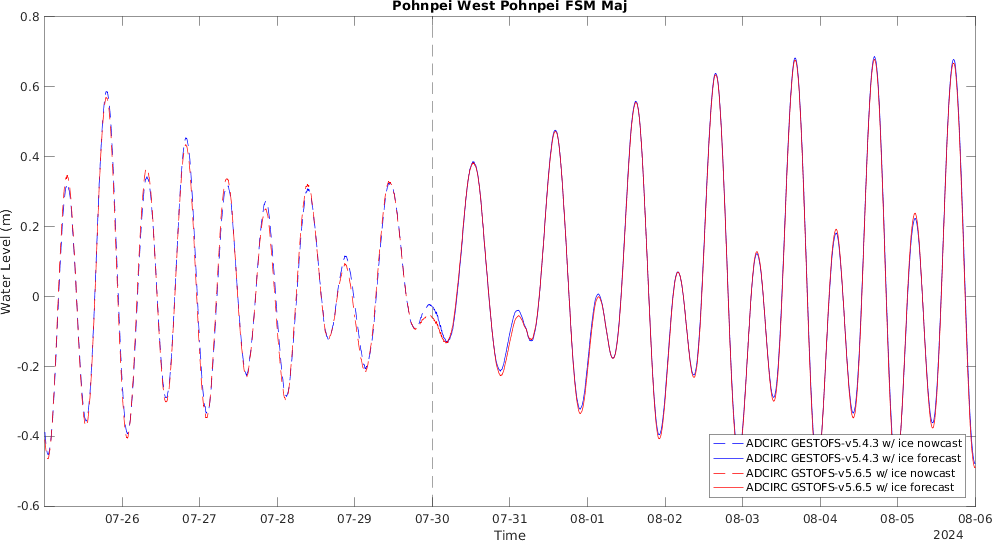 Pohnpei West Pohnpei FSM Maj
Water Level (m)
0.8
0.6
0.4
0.2
0
-0.2
-0.4
-0.6
07-26 07-27 07-28 07-29 07-30 07-31 08-01 08-02 08-03 08-04 08-05 08-06
Time
2024
ADCIRC GESTOFS-v5.4.3 w/ ice nowcast
ADCIRC GESTOFS-v5.4.3 w/ ice forecast
ADCIRC GSTOFS-v5.6.5 w/ ice nowcast
ADCIRC GSTOFS-v5.6.5 w/ ice forecast